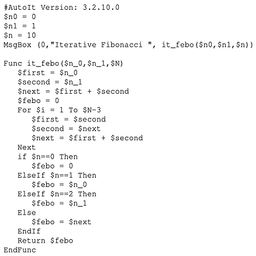 #AutoIt Version: 3.2.10.0
$n0 = 0
$n1 = 1
$n = 10
MsgBox (0,"Iterative Fibonacci ", it_febo($n0,$n1,$n))
Func it_febo($n_0,$n_1,$N)
$first = $n_0
$second = $n_1
$next = $first + $second
$febo = 0
For $i = 1 To $N-3
$first = $second
$second = $next
$next = $first + $second
Next
if $n==0 Then
$febo = 0
ElseIf $n==1 Then
$febo = $n_0
ElseIf $n==2 Then
$febo = $n_1
Else
$febo = $next
EndIf
Return $febo
EndFunc